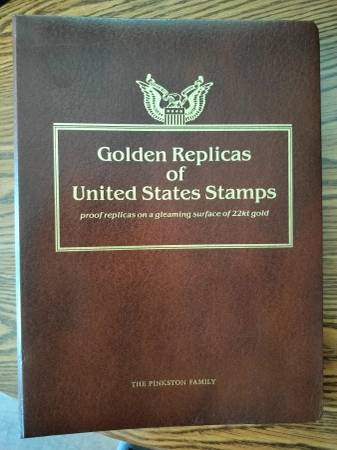 Golden Replicas
of
United States Stamps
proof replicas on a gleaming surface of 22kt gold
THE PINKSTON FAMILY